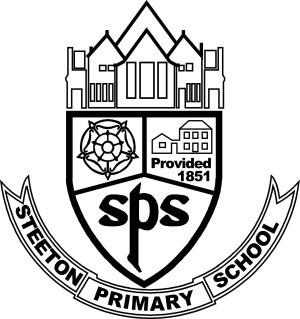 Provided
1851
sps
STEETON PRIMARY SCHOOL